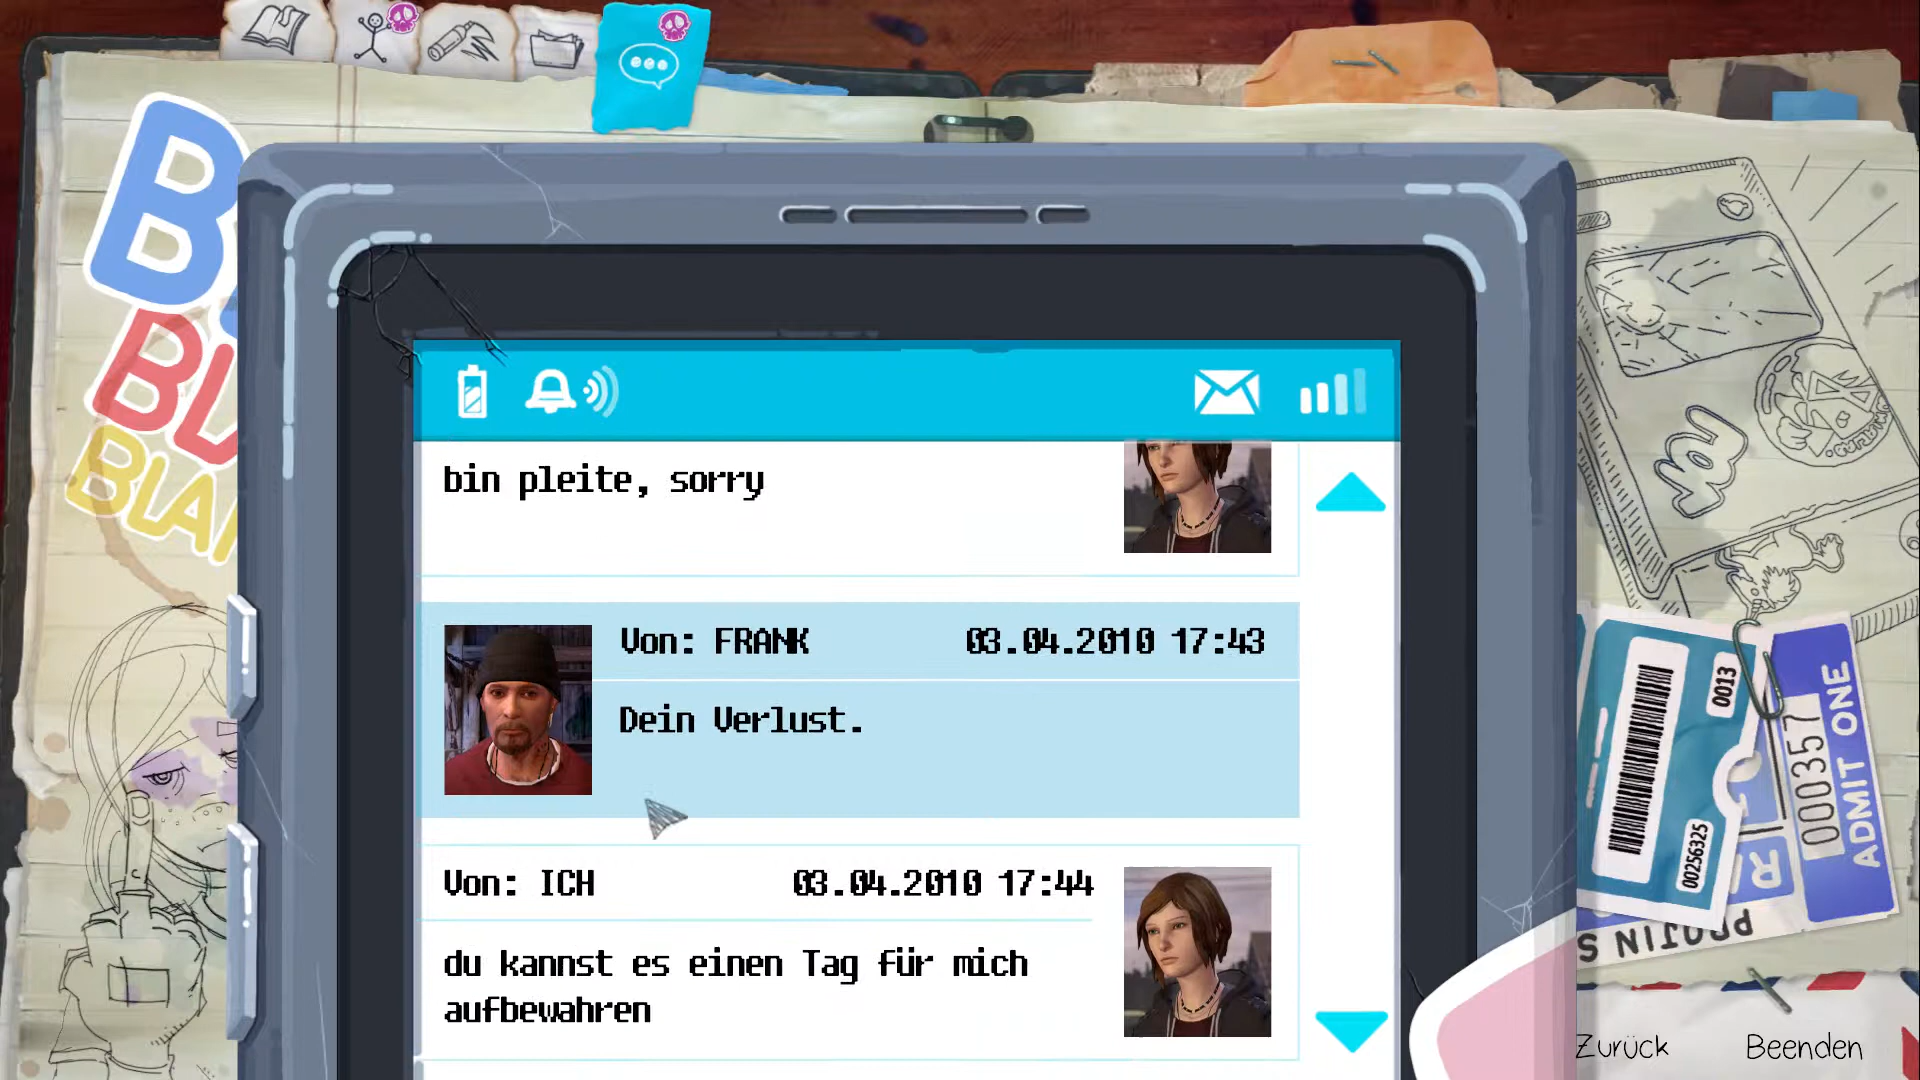 bin pleite, sorry
Von: FRANK 03.04.2010 17:43
Dein Verlust.
Von: ICH 03.04.2010 17:44
du kannst es einen Tag für mich
aufbewahren
0013
00256325
000357
ADMIT ONE
Zurück Beenden